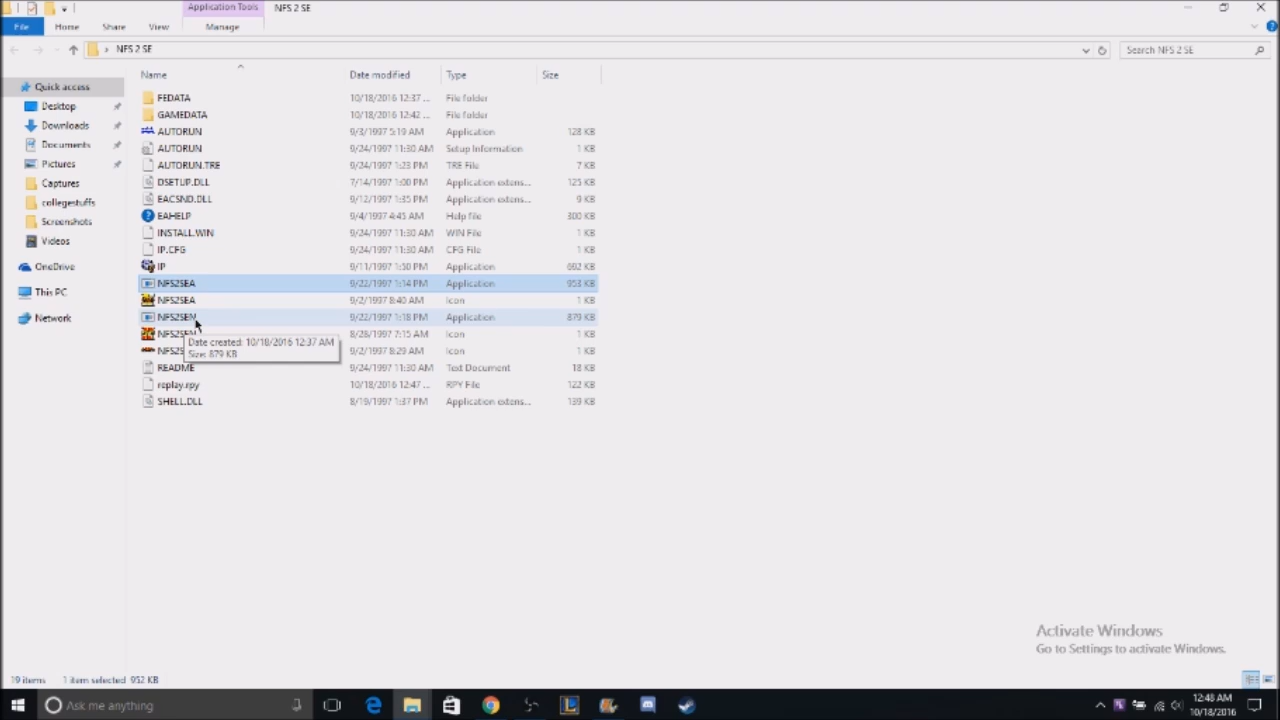 Application Tools NFS 2 SE
File Home Share View Manage
NFS 2 SE Search NFS 2 SE
Name Date modified Type Size
Quick access
Desktop
Downloads
Documents
Pictures
Captures
collegestuffs
Screenshots
Videos
OneDrive
This PC
Network
FEDATA 10/18/2016 12:37 ... File folder
GAMEDATA 10/18/2016 12:42 ... File folder
AUTORUN 9/3/1997 5:19 AM Application 128 KB
AUTORUN 9/24/1997 11:30 AM Setup Information 1 KB
AUTORUN.TRE 9/24/1997 1:23 PM TRE File 7 KB
DSETUP.DLL 7/14/1997 1:00 PM Application extens... 125 KB
EACSND.DLL 9/12/1997 1:35 PM Application extens... 9 KB
EAHELP 9/4/1997 4:45 AM Help file 300 KB
INSTALL.WIN 9/24/1997 11:30 AM WIN File 1 KB
IP.CFG 9/24/1997 11:30 AM CFG File 1 KB
IP 9/11/1997 1:50 PM Application 692 KB
NFS2SEA 9/22/1997 1:14 PM Application 953 KB
NFS2SEA 9/2/1997 8:40 AM Icon 1 KB
NFS2SEN 9/22/1997 1:18 PM Application 879 KB
NFS2SEN 8/28/1997 7:15 AM Icon 1 KB
NFS2S 9/2/1997 8:29 AM Icon 1 KB
Date created: 10/18/2016 12:37 AM
Size: 879 KB
README 9/24/1997 11:30 AM Text Document 18 KB
replay.rpy 10/18/2016 12:47 ... RPY File 122 KB
SHELL.DLL 8/19/1997 1:37 PM Application extens... 139 KB
Activate Windows
Go to Settings to activate Windows.
19 items 1 item selected 952 KB
Ask me anything
12:48 AM
10/18/2016